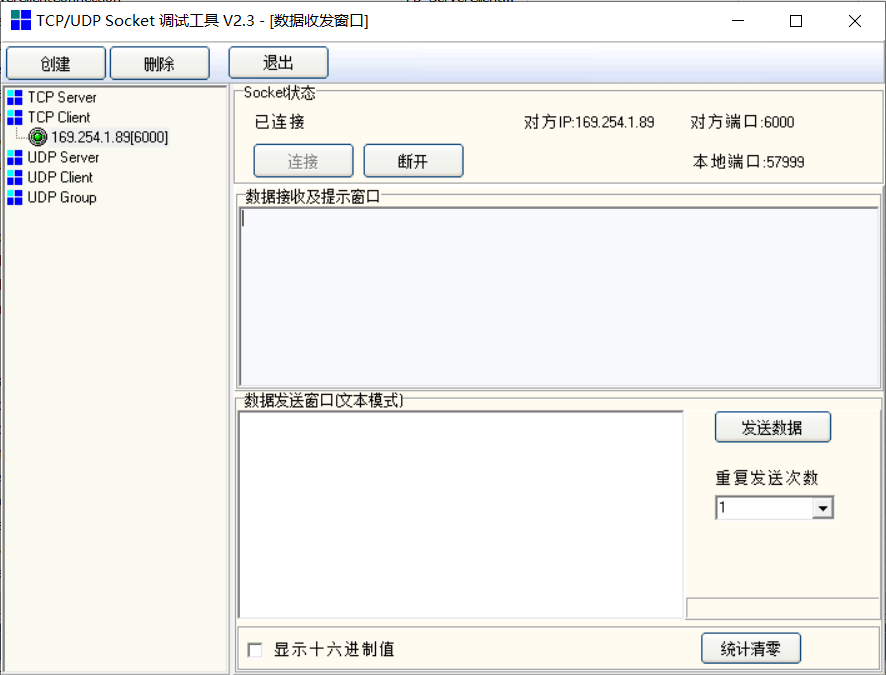 TCP/UDP Socket 调试工具 V2.3 - [数据收发窗口]
创建 删除 退出
TCP Server
TCP Client
169.254.1.89[6000]
UDP Server
UDP Client
UDP Group
Socket状态
已连接 对方IP:169.254.1.89 对方端口:6000
连接 断开 本地端口:57999
数据接收及提示窗口
数据发送窗口(文本模式)
发送数据
重复发送次数
1
显示十六进制值 统计清零